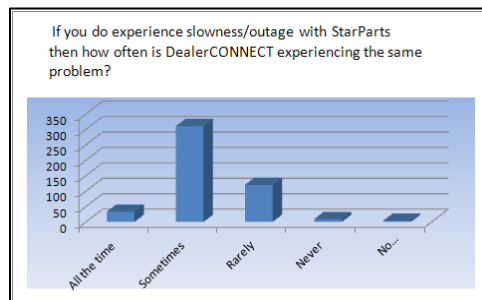 If you do experience slowness/outage with StarParts
then how often is DealerCONNECT experiencing the same
problem?
350
300
250
200
150
100
50
0
All the time
Sometimes
Rarely
Never
No...